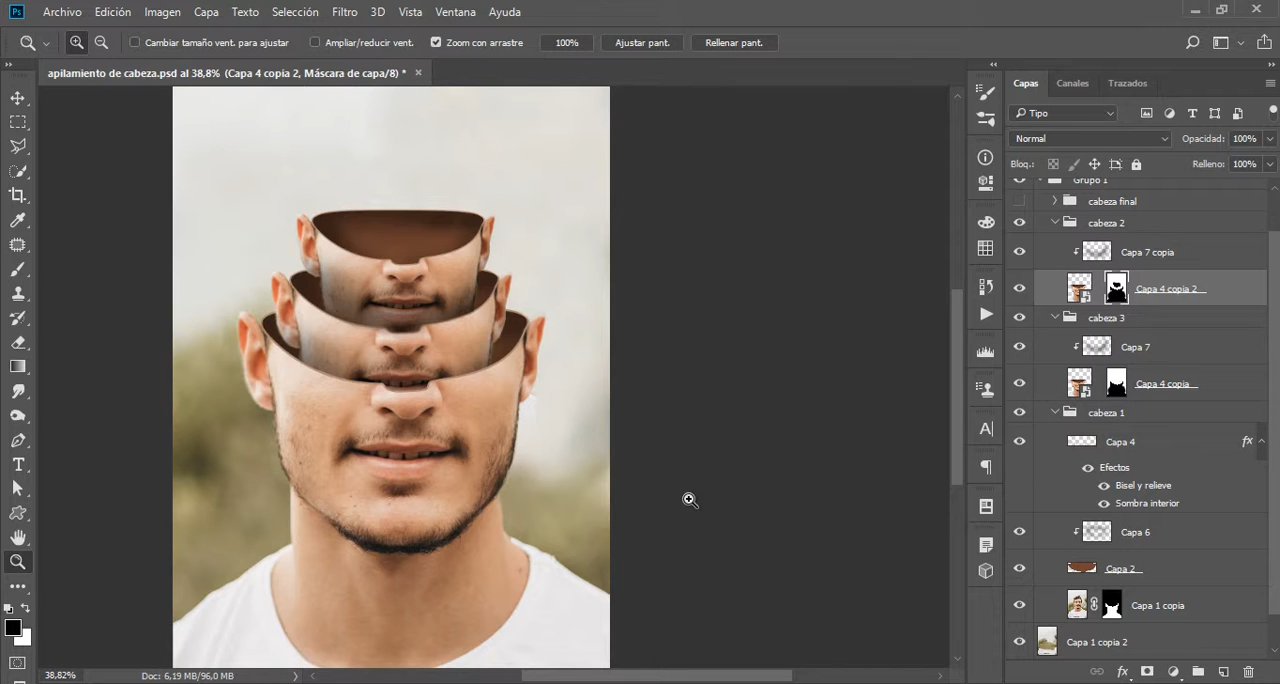 Ps Archivo Edición Imagen Capa Texto Selección Filtro 3D Vista Ventana Ayuda
Cambiar tamaño vent. para ajustar Ampliar/reducir vent. Zoom con arrastre 100% Ajustar pant. Rellenar pant.
apilamiento de cabeza.psd al 38,8% (Capa 4 copia 2, Máscara de capa/8) *
Capas Canales Trazados
Tipo
Normal Opacidad: 100%
Bloq.: Relleno: 100%
Grupo 1
cabeza final
cabeza 2
Capa 7 copia
Capa 4 copia 2
cabeza 3
Capa 7
Capa 4 copia
cabeza 1
Capa 4 fx
Efectos
Bisel y relieve
Sombra interior
Capa 6
Capa 2
Capa 1 copia
Capa 1 copia 2
38,82% Doc: 6,19 MB/96,0 MB